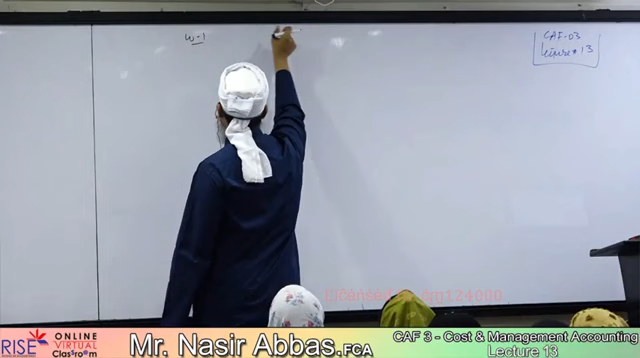 W-1
CAF-03
Lecture # 13
RISE
ONLINE
VIRTUAL
Classroom
Mr. Nasir Abbas.FCA
CAF 3 - Cost & Management Accounting
Lecture 13